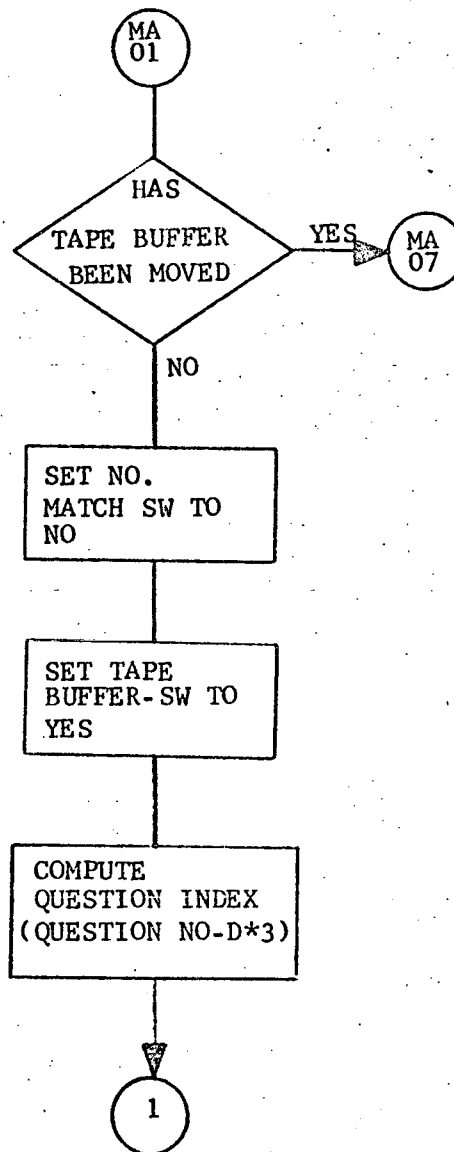 MA
01
HAS
TAPE BUFFER
BEEN MOVED
YES
MA
07
NO
SET NO.
MATCH SW TO
NO
SET TAPE
BUFFER-SW TO
YES
COMPUTE
QUESTION INDEX
(QUESTION NO-D*3)
1